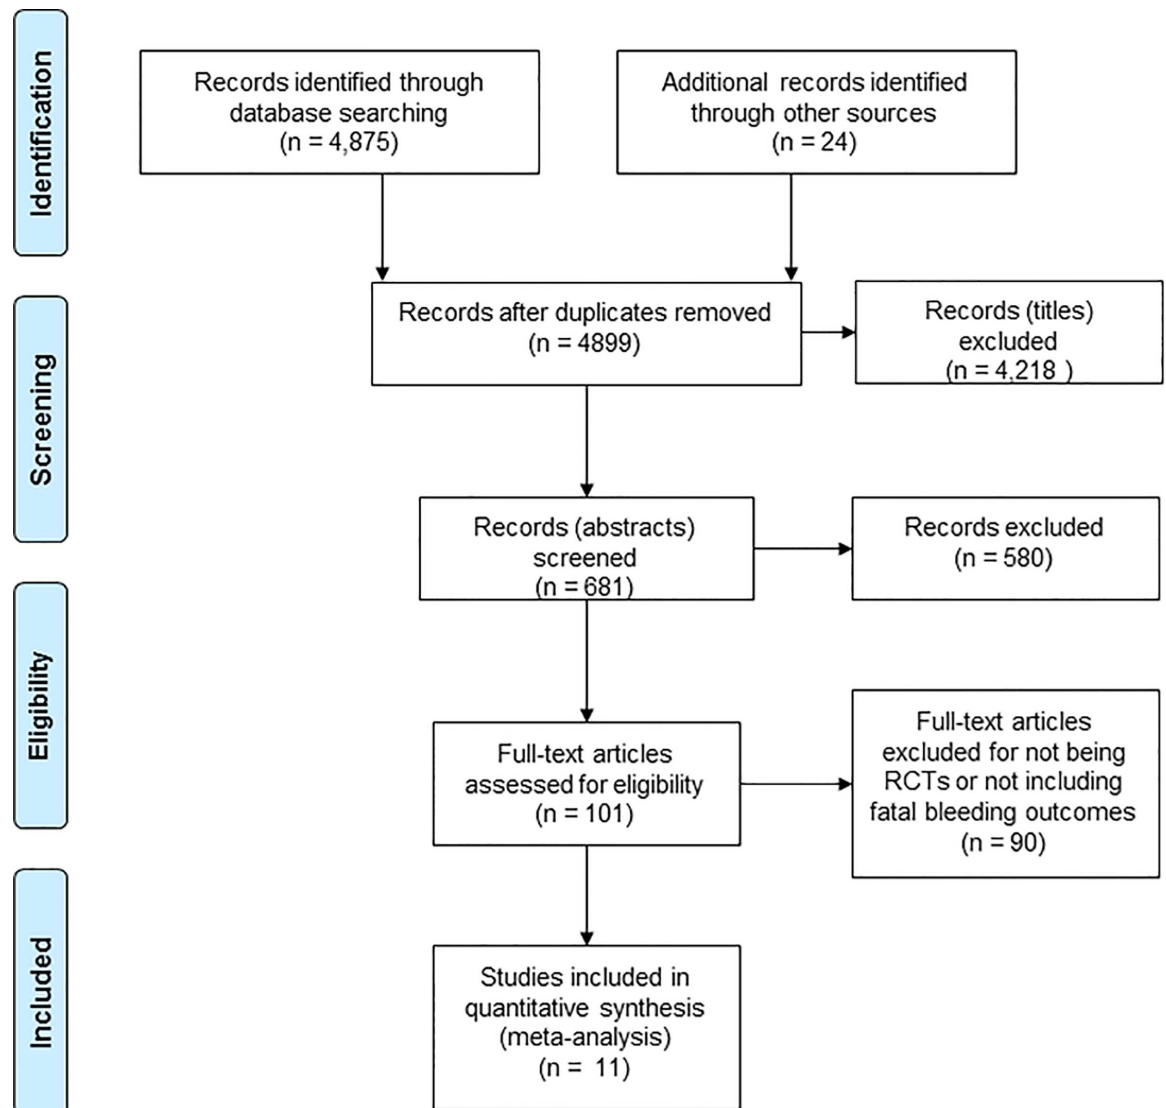 Identification
Records identified through
database searching
(n = 4,875)
Additional records identified
through other sources
(n = 24)
Screening
Records after duplicates removed
(n = 4899)
Records (titles)
excluded
(n = 4,218 )
Records (abstracts)
screened
(n = 681)
Records excluded
(n = 580)
Eligibility
Full-text articles
assessed for eligibility
(n = 101)
Full-text articles
excluded for not being
RCTs or not including
fatal bleeding outcomes
(n = 90)
Included
Studies included in
quantitative synthesis
(meta-analysis)
(n = 11)